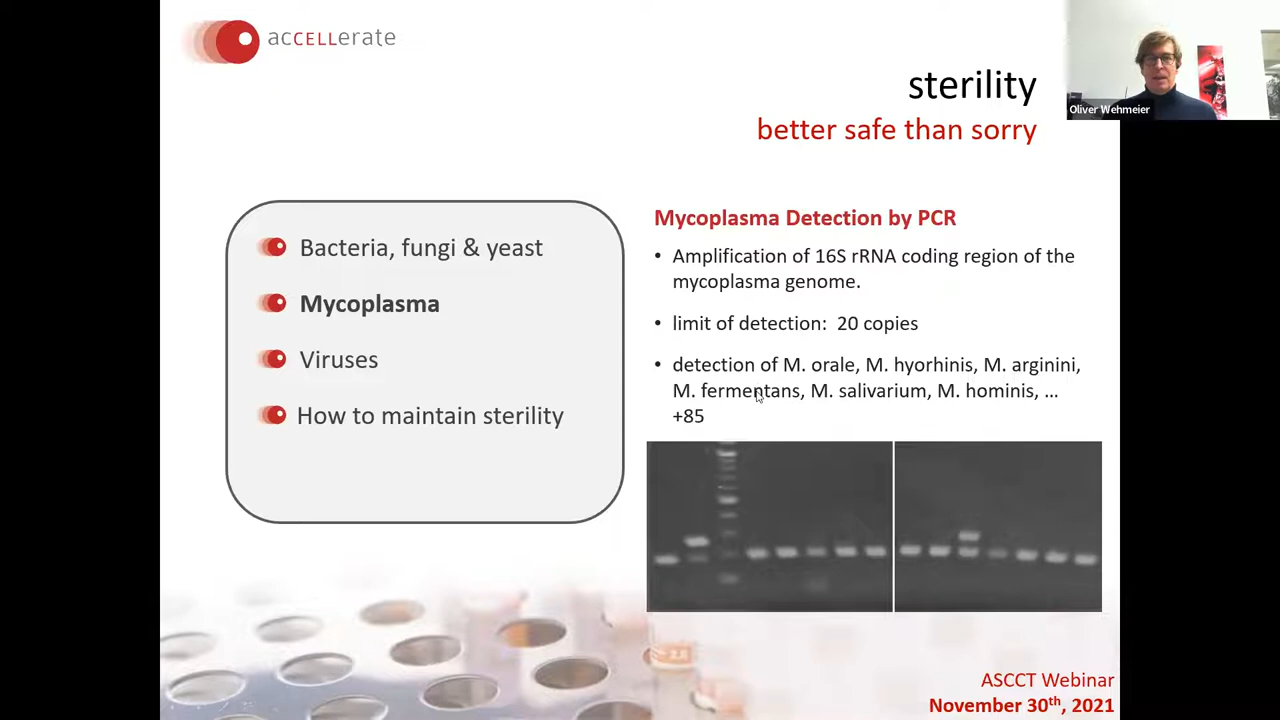 acCELLerate
sterility
better safe than sorry
Oliver Wehmeier
Bacteria, fungi & yeast
Mycoplasma
Viruses
How to maintain sterility
Mycoplasma Detection by PCR
• Amplification of 16S rRNA coding region of the
mycoplasma genome.
• limit of detection: 20 copies
• detection of M. orale, M. hyorhinis, M. arginini,
M. fermentans, M. salivarium, M. hominis, ...
+85
2.0
ASCCT Webinar
November 30th, 2021